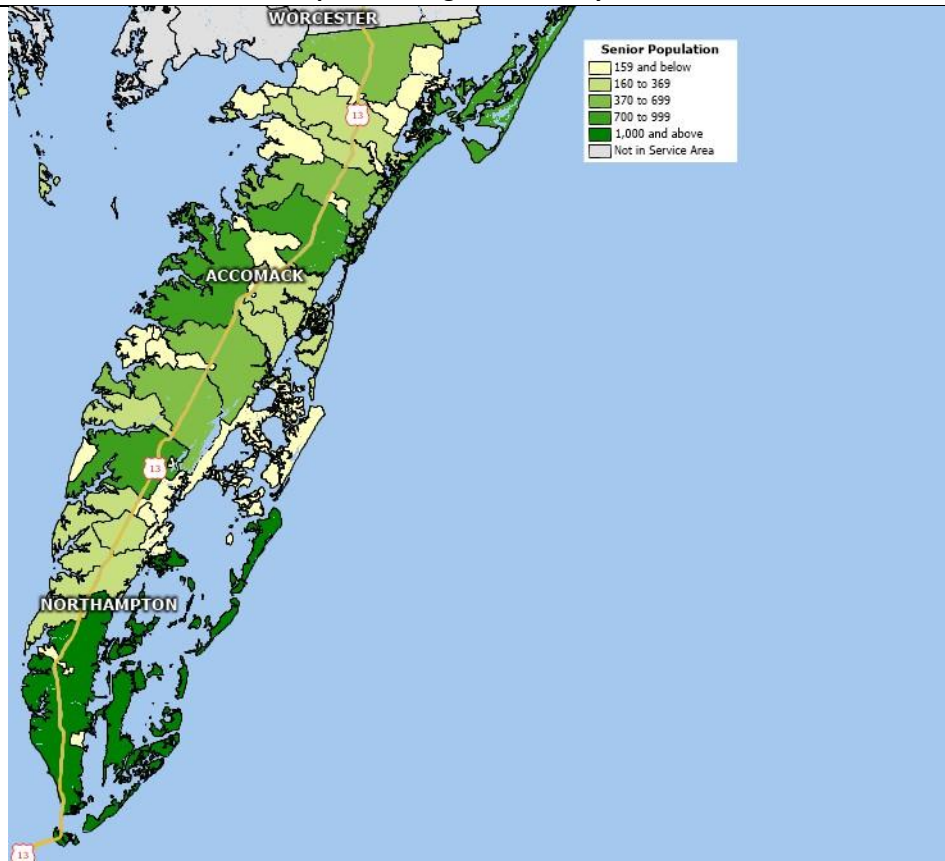 WORCESTER
Senior Population
159 and below
160 to 369
370 to 699
700 to 999
1,000 and above
Not in Service Area
13
ACCOMACK
13
NORTHAMPTON
13